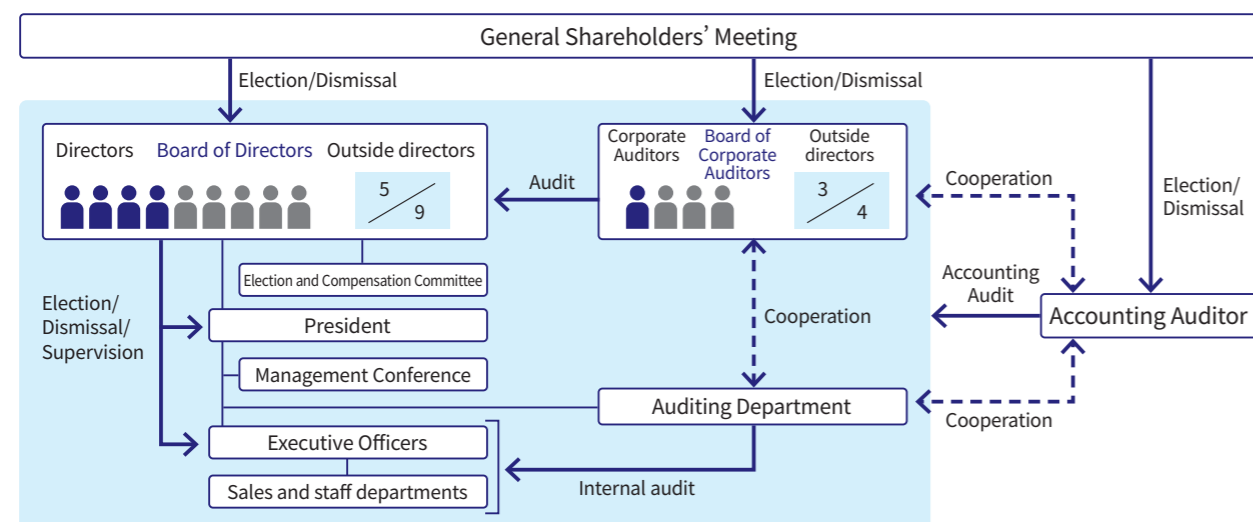 General Shareholders’ Meeting
Election/Dismissal
Election/Dismissal
Election/
Dismissal
Directors
Board of Directors
Outside directors
5
9
Audit
Corporate
Auditors
Board of
Corporate
Auditors
Outside
directors
3
4
Cooperation
Election and Compensation Committee
Election/
Dismissal/
Supervision
President
Cooperation
Accounting
Audit
Accounting Auditor
Management Conference
Auditing Department
Cooperation
Executive Officers
Sales and staff departments
Internal audit